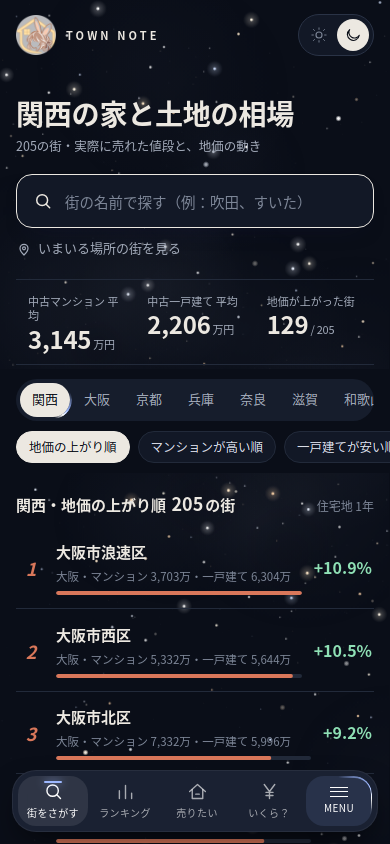 TOWN NOTE
関西の家と土地の相場
205の街・実際に売れた値段と、地価の動き
街の名前で探す（例：吹田、すいた）
いまいる場所の街を見る
中古マンション 平均
3,145万円
中古一戸建て 平均
2,206万円
地価が上がった街
129 / 205
関西 大阪 京都 兵庫 奈良 滋賀 和歌山
地価の上がり順 マンションが高い順 一戸建てが安い順
関西・地価の上がり順 205の街 住宅地 1年
1 大阪市浪速区 +10.9%
大阪・マンション 3,703万・一戸建て 6,304万
2 大阪市西区 +10.5%
大阪・マンション 5,332万・一戸建て 5,644万
3 大阪市北区 +9.2%
大阪・マンション 7,332万・一戸建て 5,996万
街をさがす ランキング 売りたい いくら？ MENU